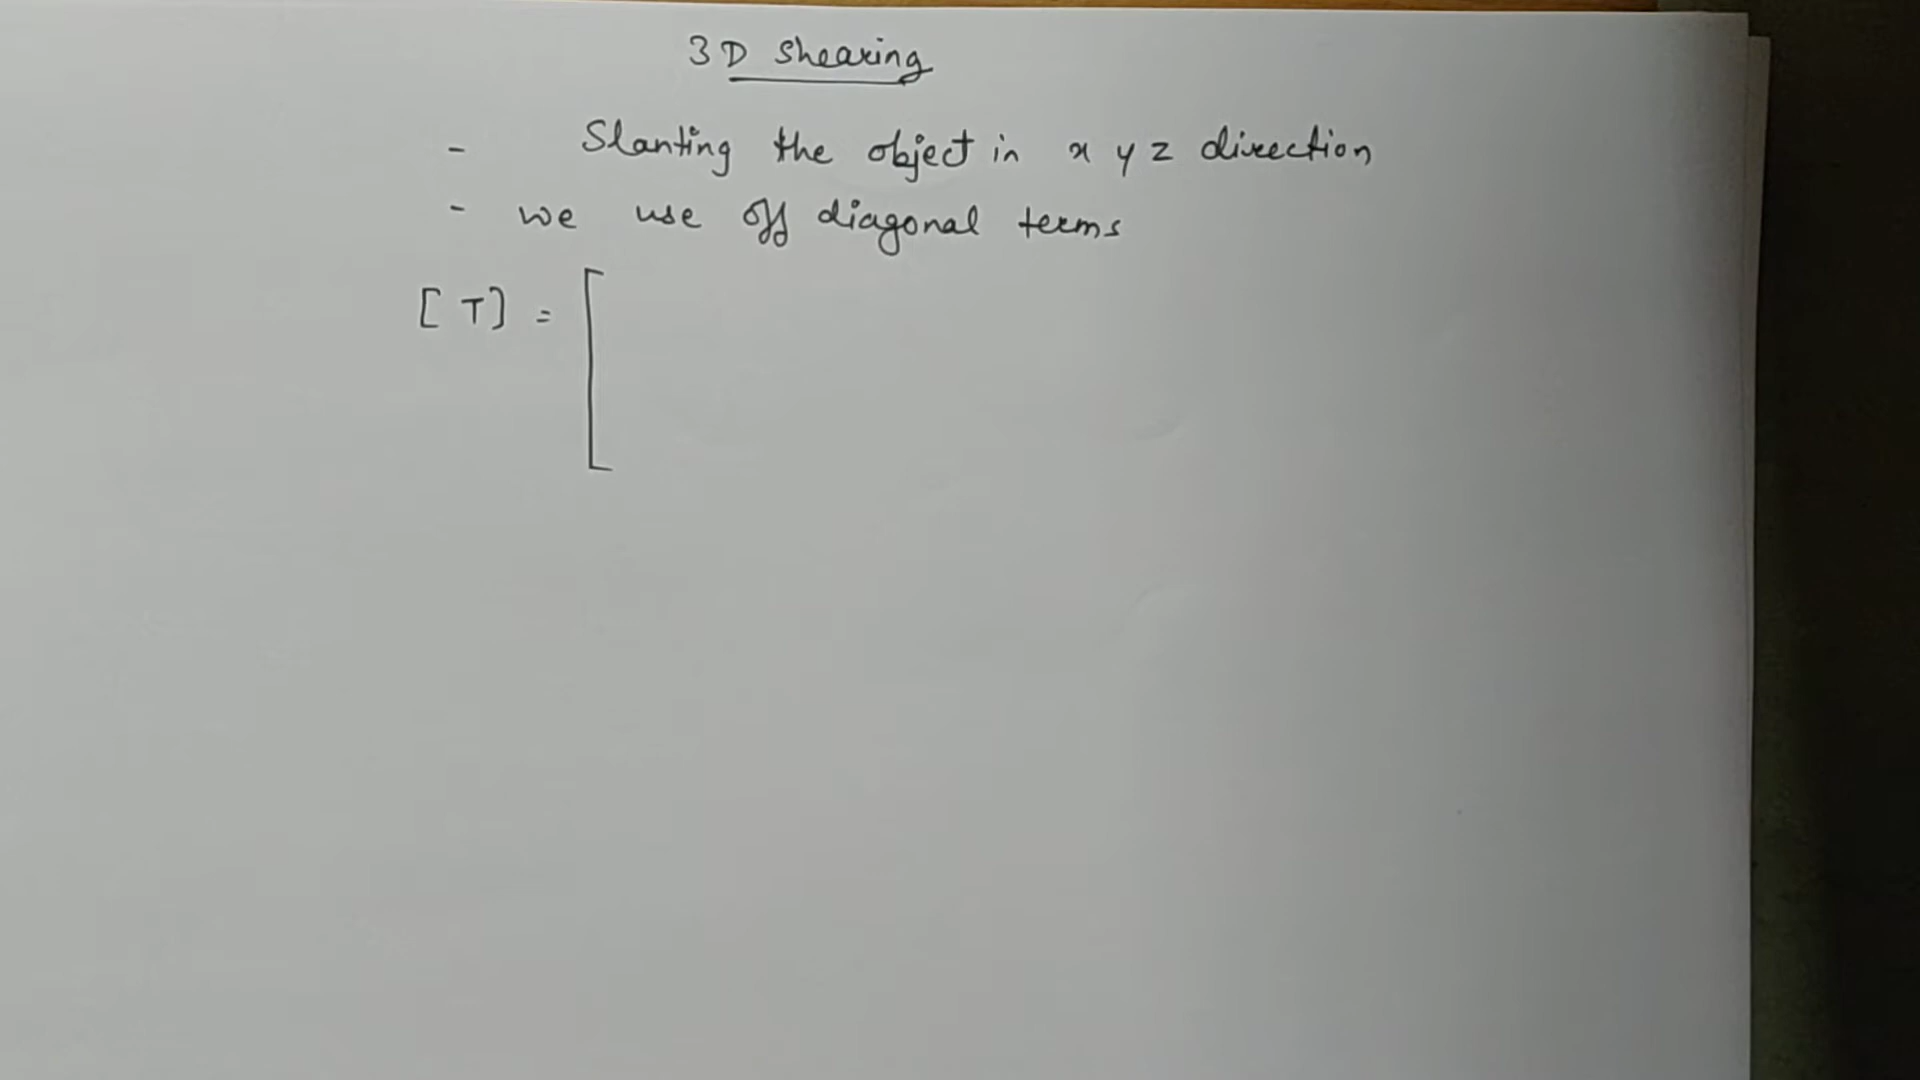 3D Shearing
- Slanting the object in x y z direction
- we use off diagonal terms
[T] = [